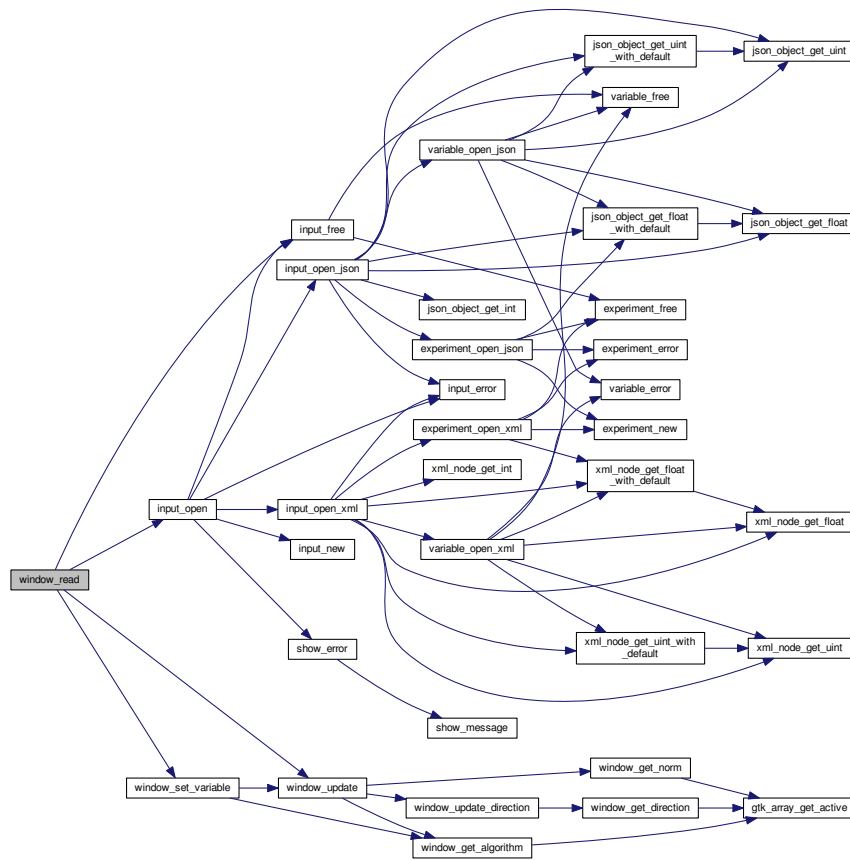 json_object_get_uint
_with_default
json_object_get_uint
variable_free
variable_open_json
json_object_get_float
_with_default
json_object_get_float
input_free
input_open_json
json_object_get_int
experiment_free
experiment_open_json
experiment_error
input_error
variable_error
experiment_open_xml
experiment_new
xml_node_get_int
xml_node_get_float
_with_default
input_open
input_open_xml
xml_node_get_float
input_new
variable_open_xml
window_read
show_error
xml_node_get_uint_with
_default
xml_node_get_uint
show_message
window_get_norm
window_set_variable
window_update
window_update_direction
window_get_direction
gtk_array_get_active
window_get_algorithm